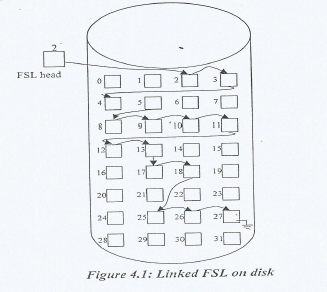 2
FSL head
0 1 2 3
4 5 6 7
8 9 10 11
12 13 14 15
16 17 18 19
20 21 22 23
24 25 26 27
28 29 30 31
Figure 4.1: Linked FSL on disk